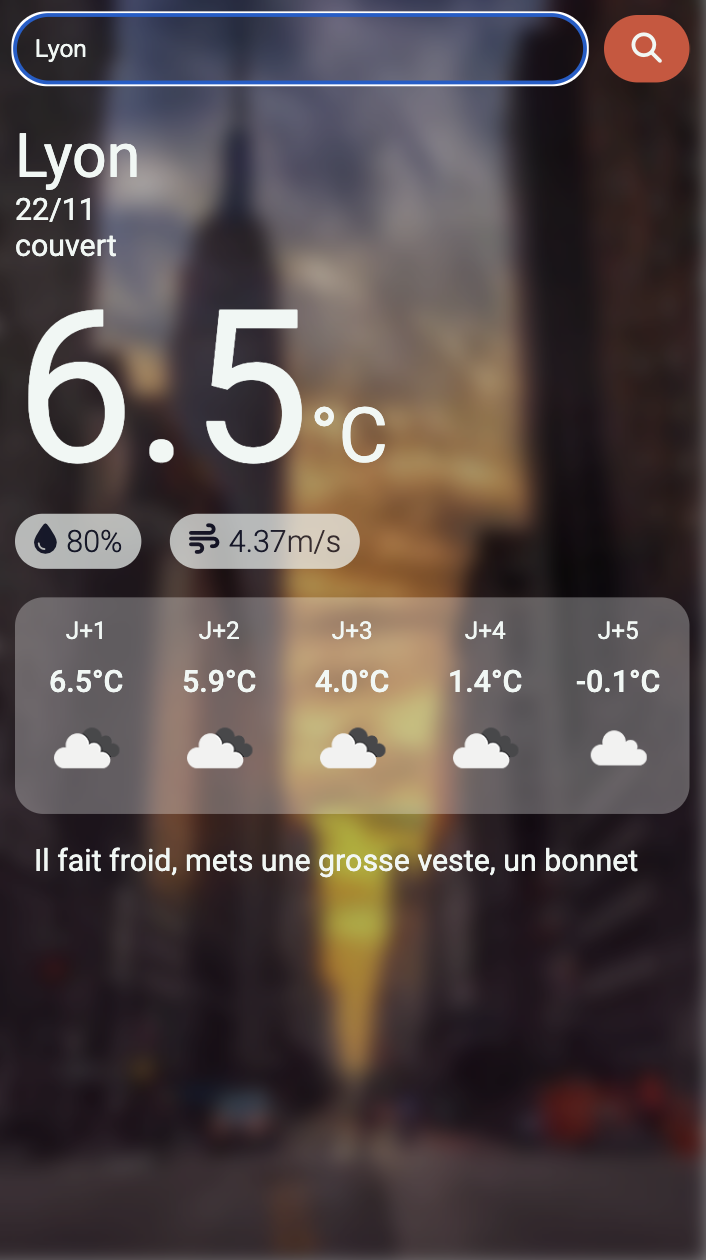 Lyon
Lyon
22/11
couvert
6.5°C
80% 4.37m/s
J+1 J+2 J+3 J+4 J+5
6.5°C 5.9°C 4.0°C 1.4°C -0.1°C
Il fait froid, mets une grosse veste, un bonnet